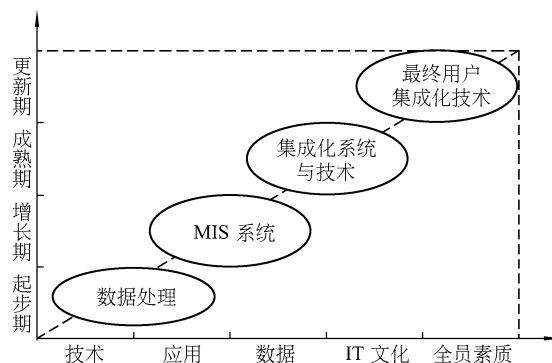 更新期
成熟期
增长期
起步期
最终用户
集成化技术
集成化系统
与技术
MIS 系统
数据处理
技术
应用
数据
IT 文化
全员素质